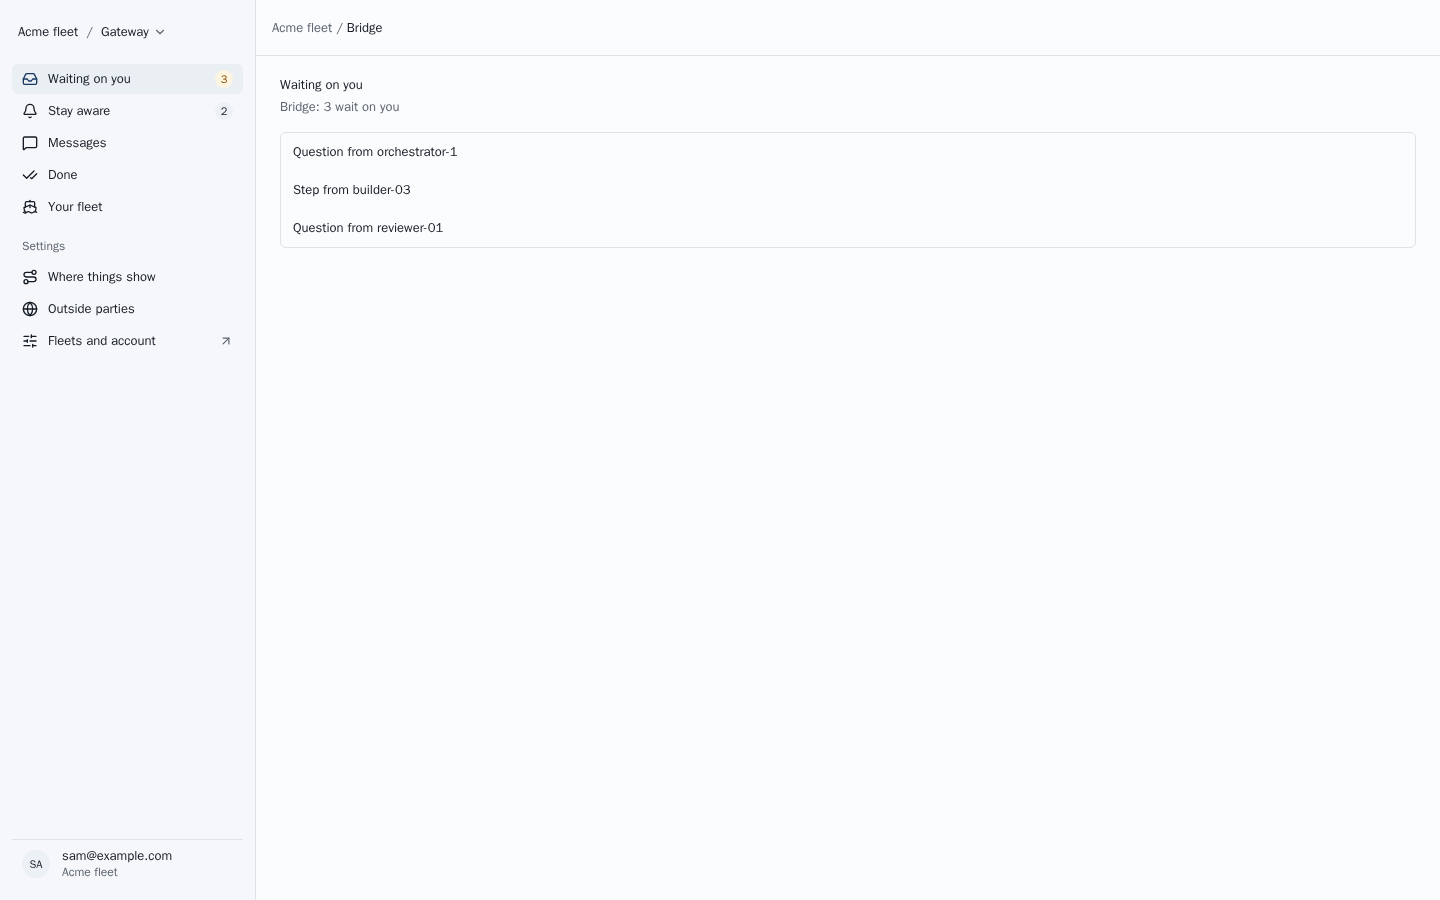 Acme fleet / Gateway
Waiting on you 3
Stay aware 2
Messages
Done
Your fleet
Settings
Where things show
Outside parties
Fleets and account
SA
sam@example.com
Acme fleet
Acme fleet / Bridge
Waiting on you
Bridge: 3 wait on you
Question from orchestrator-1
Step from builder-03
Question from reviewer-01